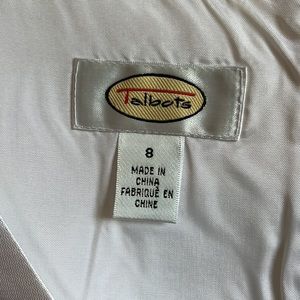 Talbots
8
MADE IN
CHINA
FABRIQUÉ EN
CHINE